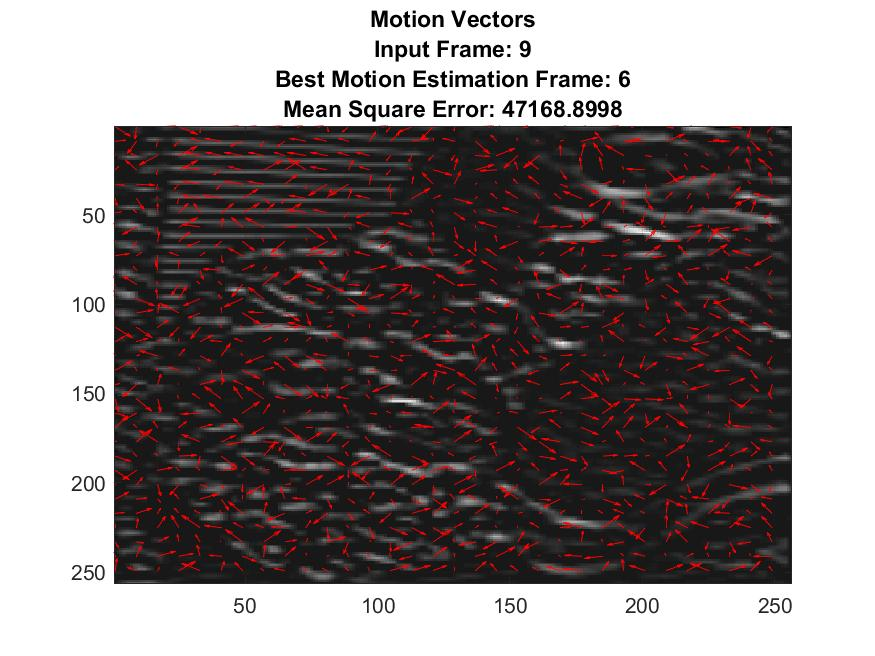 Motion Vectors
Input Frame: 9
Best Motion Estimation Frame: 6
Mean Square Error: 47168.8998
50
100
150
200
250
50
100
150
200
250